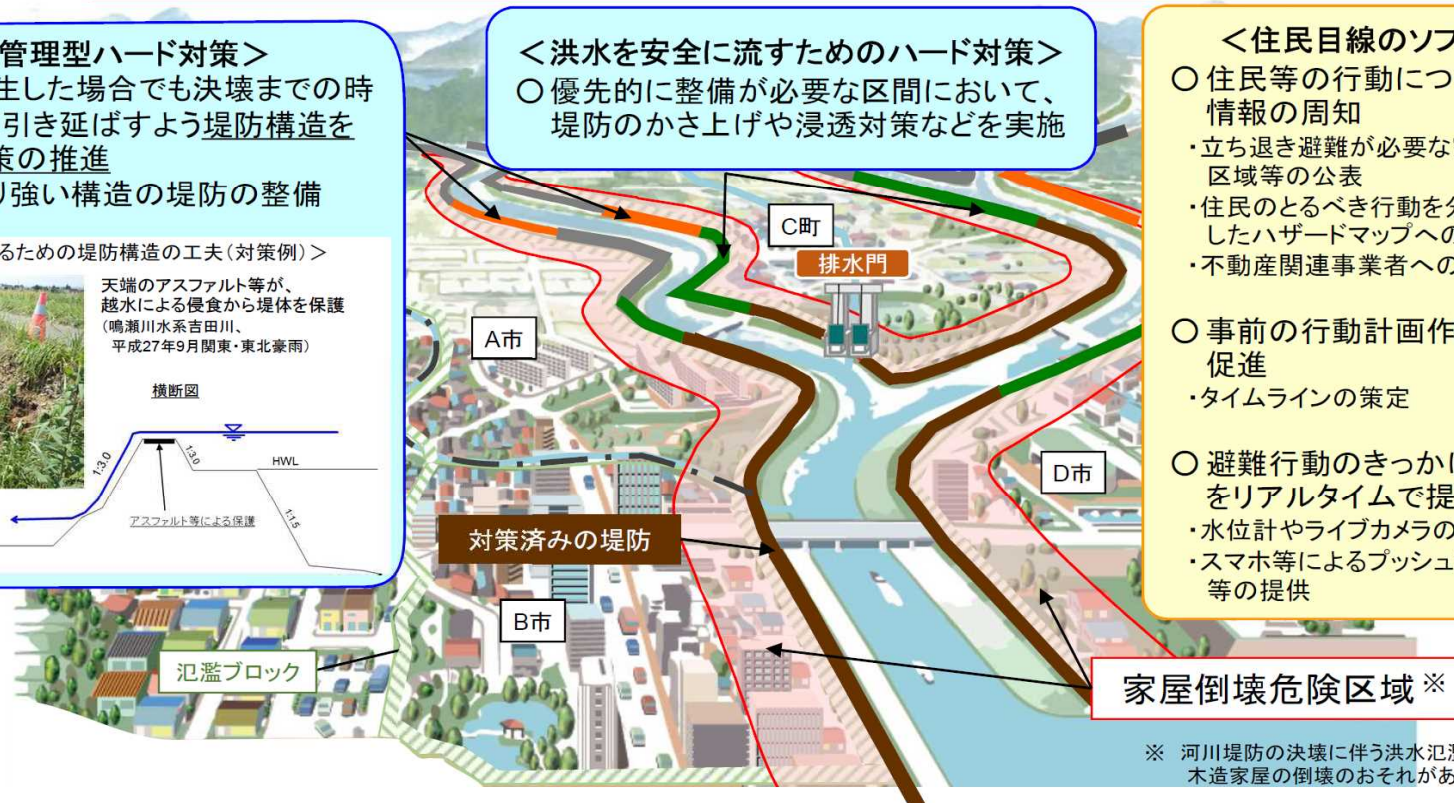 管理型ハード対策＞
生した場合でも決壊までの時
引き延ばすよう堤防構造を
策の推進
り強い構造の堤防の整備
るための堤防構造の工夫(対策例)＞
天端のアスファルト等が、
越水による侵食から堤体を保護
(鳴瀬川水系吉田川、
平成27年9月関東・東北豪雨)
横断図
1:3.0
1:3.0
HWL
1:1.5
アスファルト等による保護
＜洪水を安全に流すためのハード対策＞
〇優先的に整備が必要な区間において、
堤防のかさ上げや浸透対策などを実施
C町
排水門
A市
D市
対策済みの堤防
B市
氾濫ブロック
＜住民目線のソフ
〇住民等の行動につ
情報の周知
・立ち退き避難が必要な
区域等の公表
・住民のとるべき行動を分
したハザードマップへの
・不動産関連事業者への
〇事前の行動計画作
促進
・タイムラインの策定
〇避難行動のきっかけ
をリアルタイムで提
・水位計やライブカメラの
・スマホ等によるプッシュ
等の提供
家屋倒壊危険区域※
※ 河川堤防の決壊に伴う洪水氾濫
木造家屋の倒壊のおそれがあ